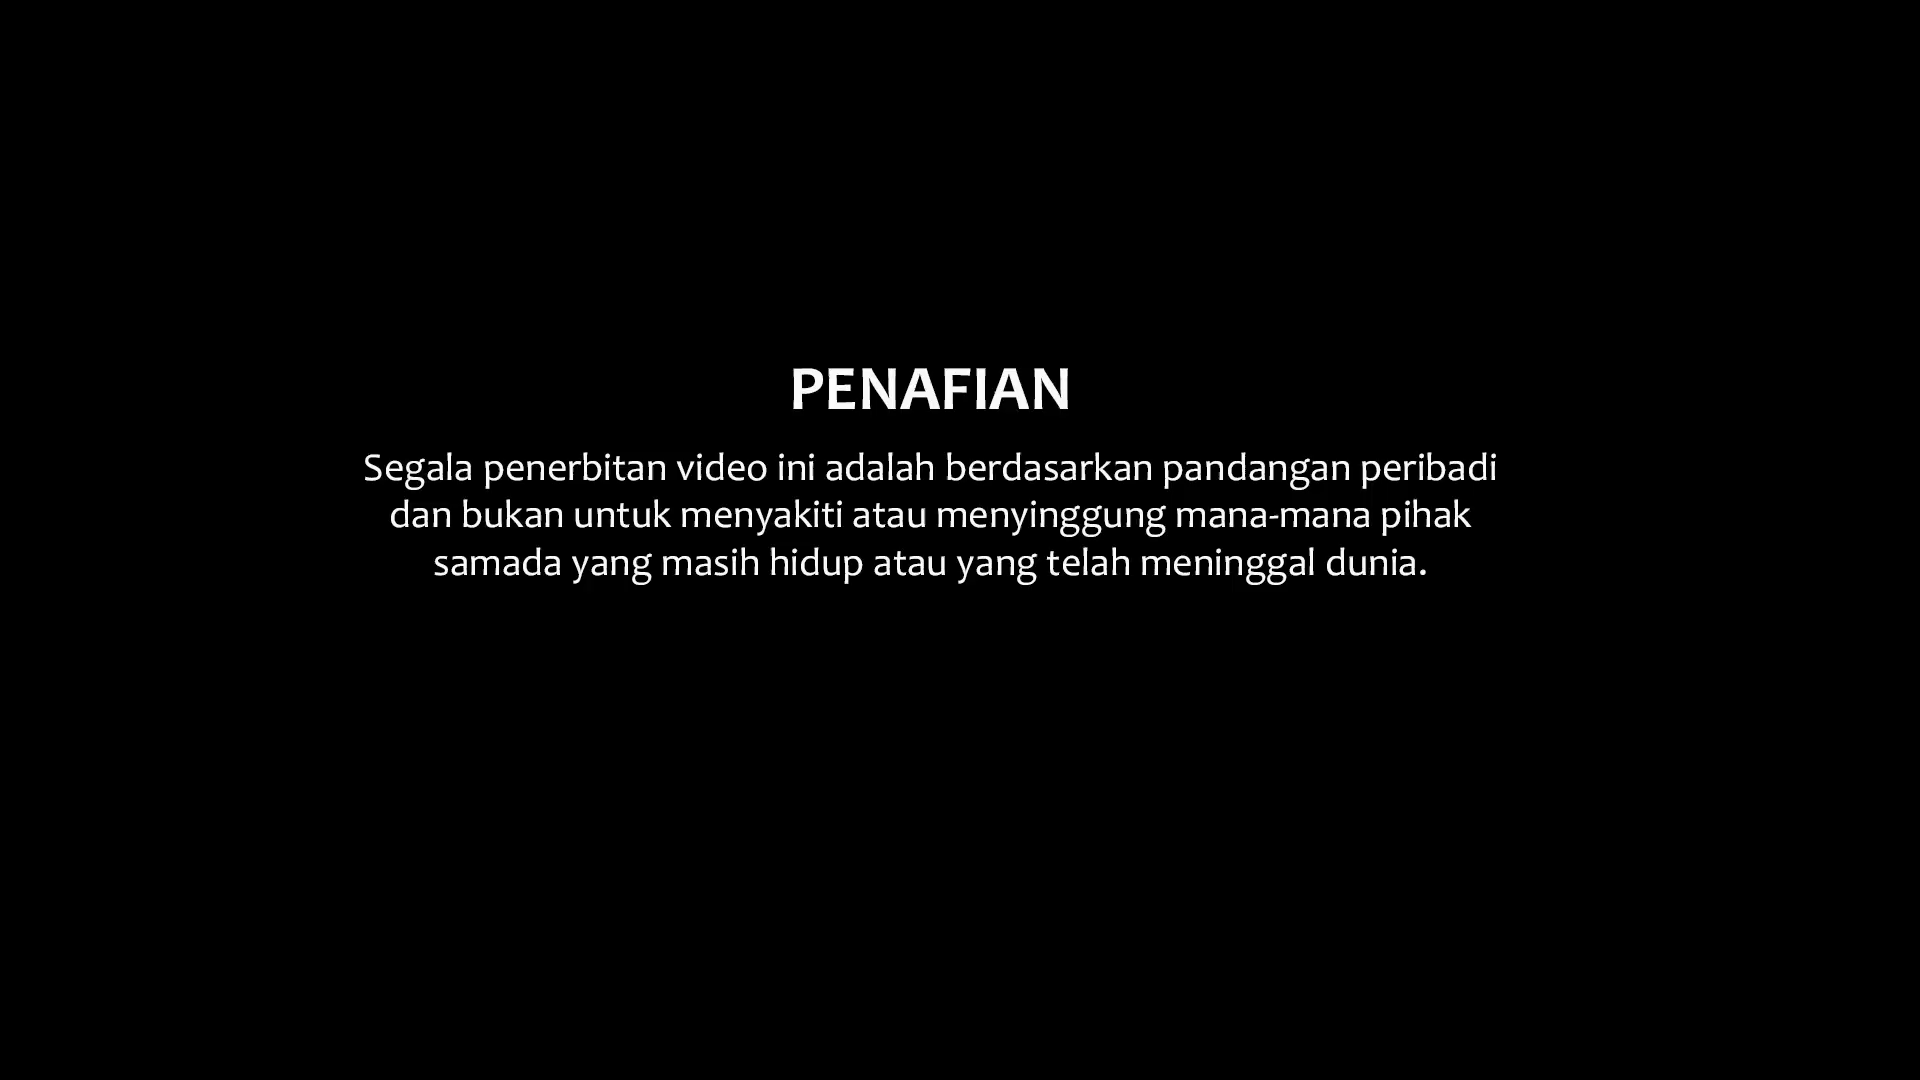 PENAFIAN
Segala penerbitan video ini adalah berdasarkan pandangan peribadi
dan bukan untuk menyakiti atau menyinggung mana-mana pihak
samada yang masih hidup atau yang telah meninggal dunia.